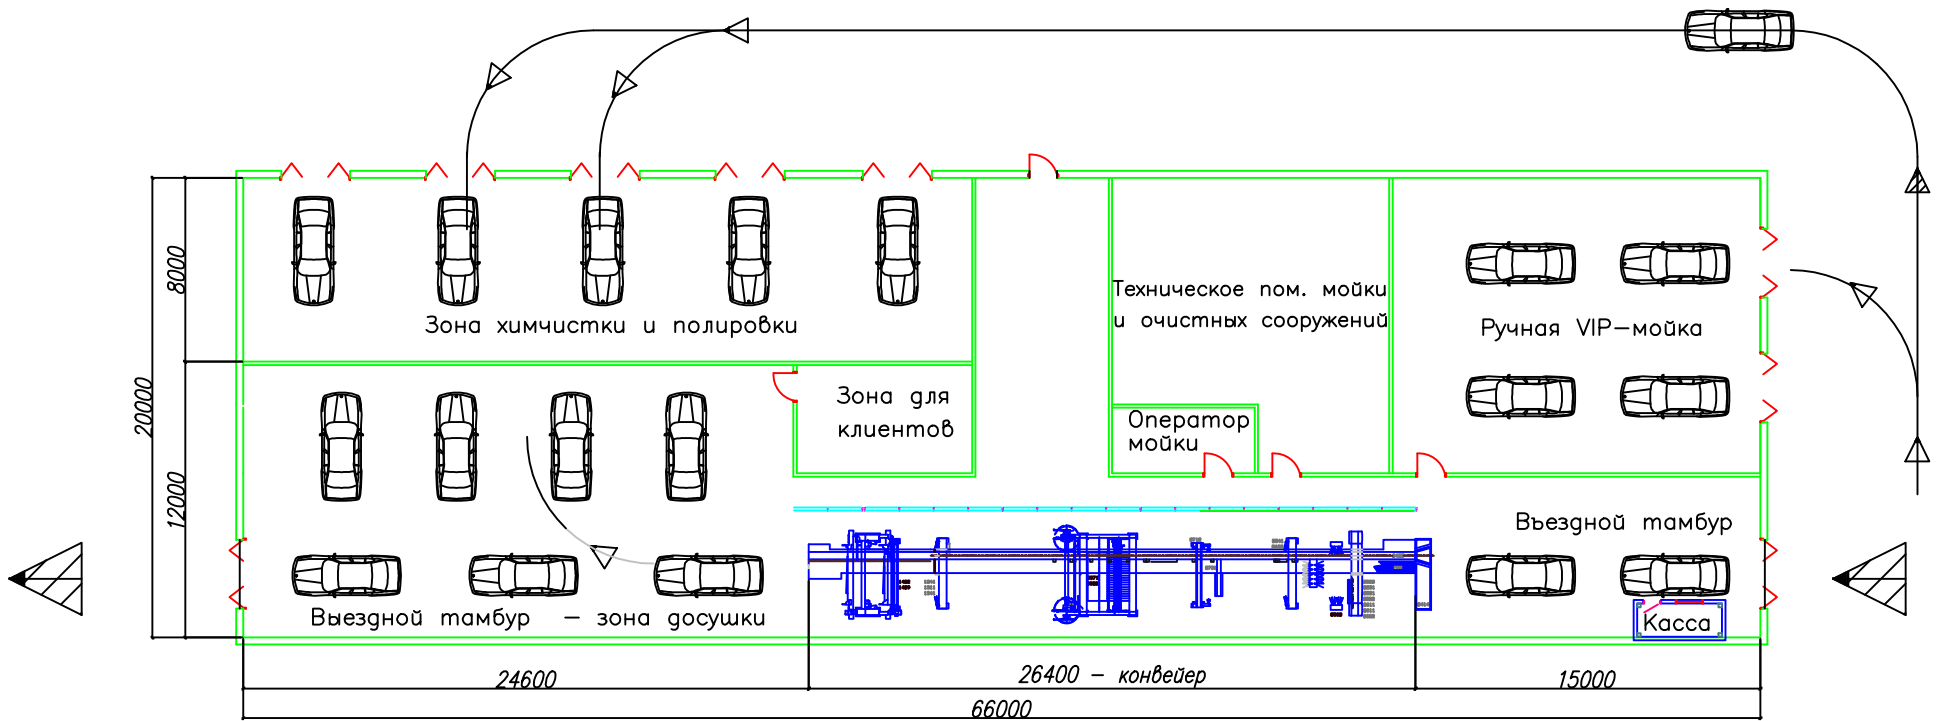 8000
Зона химчистки и полировки
Техническое пом. мойки
и очистных сооружений
Ручная VIP-мойка
20000
12000
Зона для
клиентов
Оператор
мойки
Въездной тамбур
Выездной тамбур - зона досушки
Касса
24600
26400 - конвейер
15000
66000